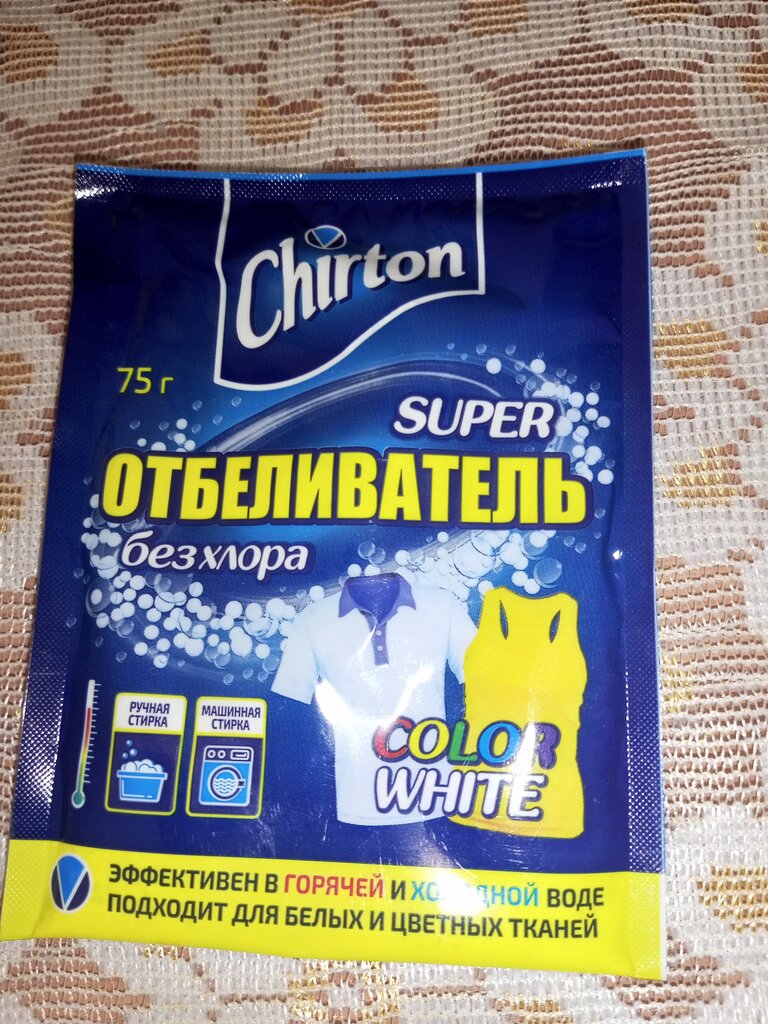 Chirton
75 г
SUPER
ОТБЕЛИВАТЕЛЬ
без хлора
РУЧНАЯ
СТИРКА
МАШИННАЯ
СТИРКА
COLOR
WHITE
ЭФФЕКТИВЕН В ГОРЯЧЕЙ И ХОЛОДНОЙ ВОДЕ
ПОДХОДИТ ДЛЯ БЕЛЫХ И ЦВЕТНЫХ ТКАНЕЙ